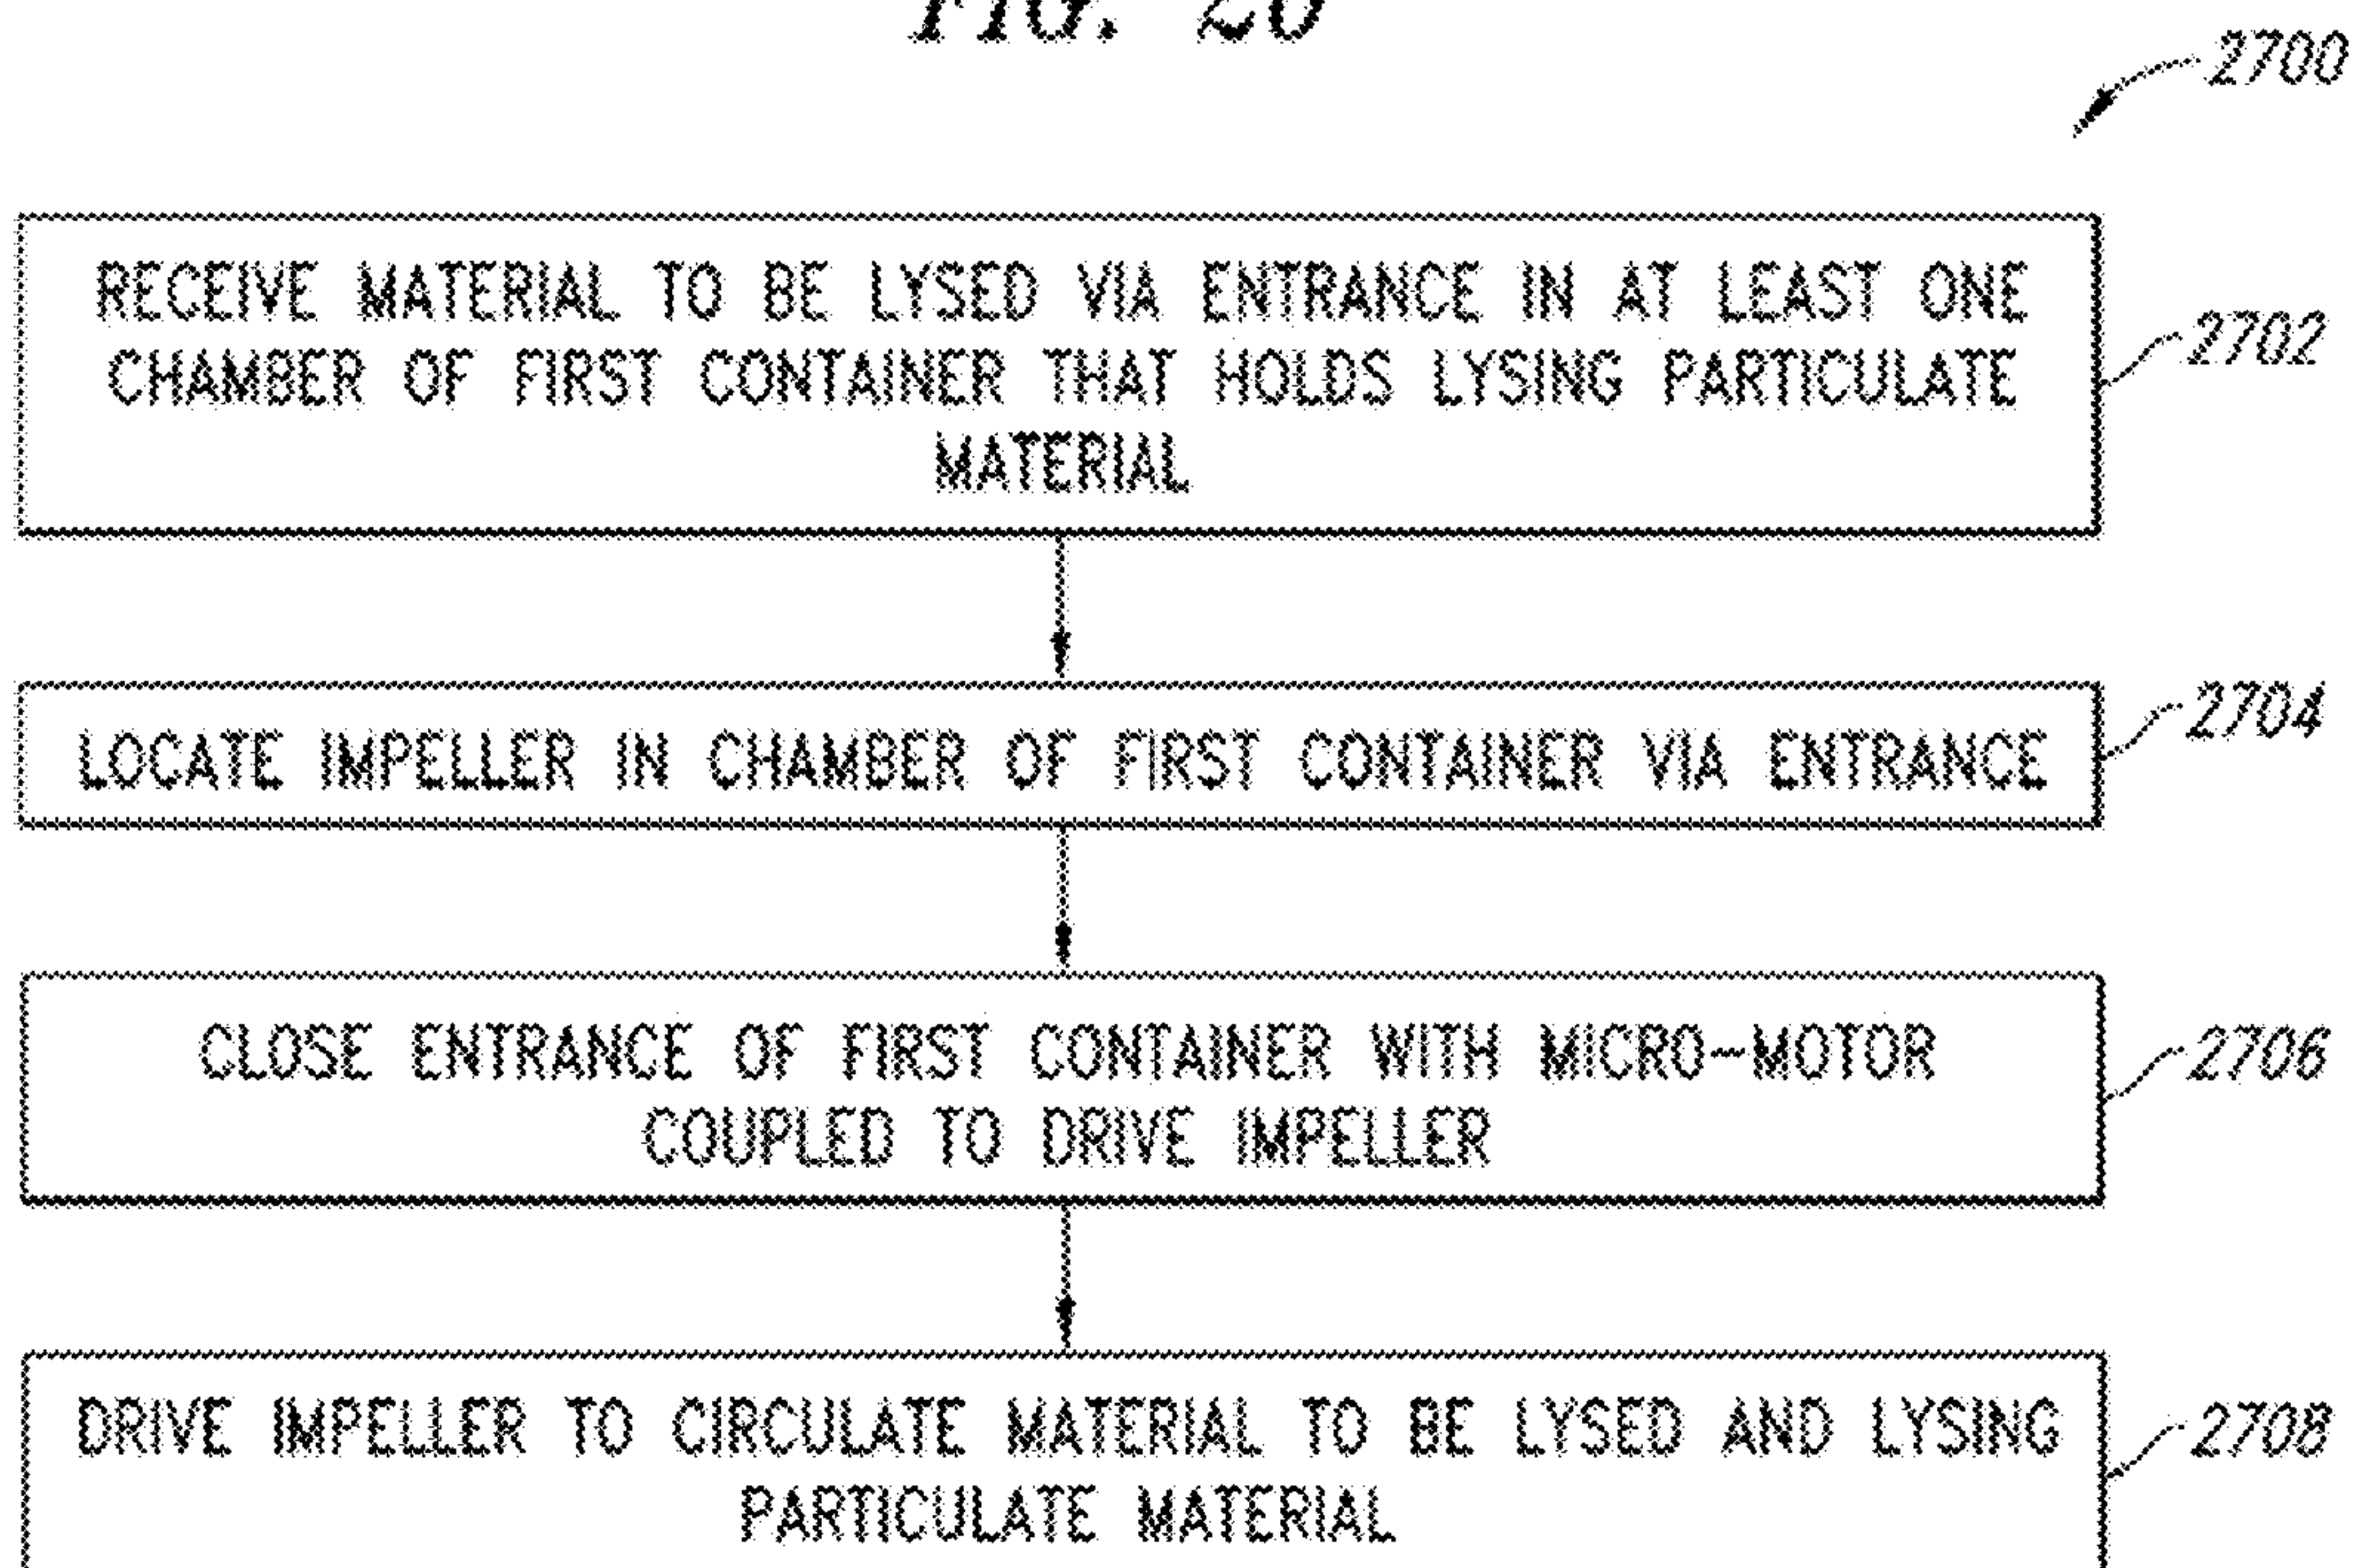 FIG. 26
2700
RECEIVE MATERIAL TO BE LYSED VIA ENTRANCE IN AT LEAST ONE
CHAMBER OF FIRST CONTAINER THAT HOLDS LYSING PARTICULATE
MATERIAL
2702
LOCATE IMPELLER IN CHAMBER OF FIRST CONTAINER VIA ENTRANCE
2704
CLOSE ENTRANCE OF FIRST CONTAINER WITH MICRO-MOTOR
COUPLED TO DRIVE IMPELLER
2706
DRIVE IMPELLER TO CIRCULATE MATERIAL TO BE LYSED AND LYSING
PARTICULATE MATERIAL
2708